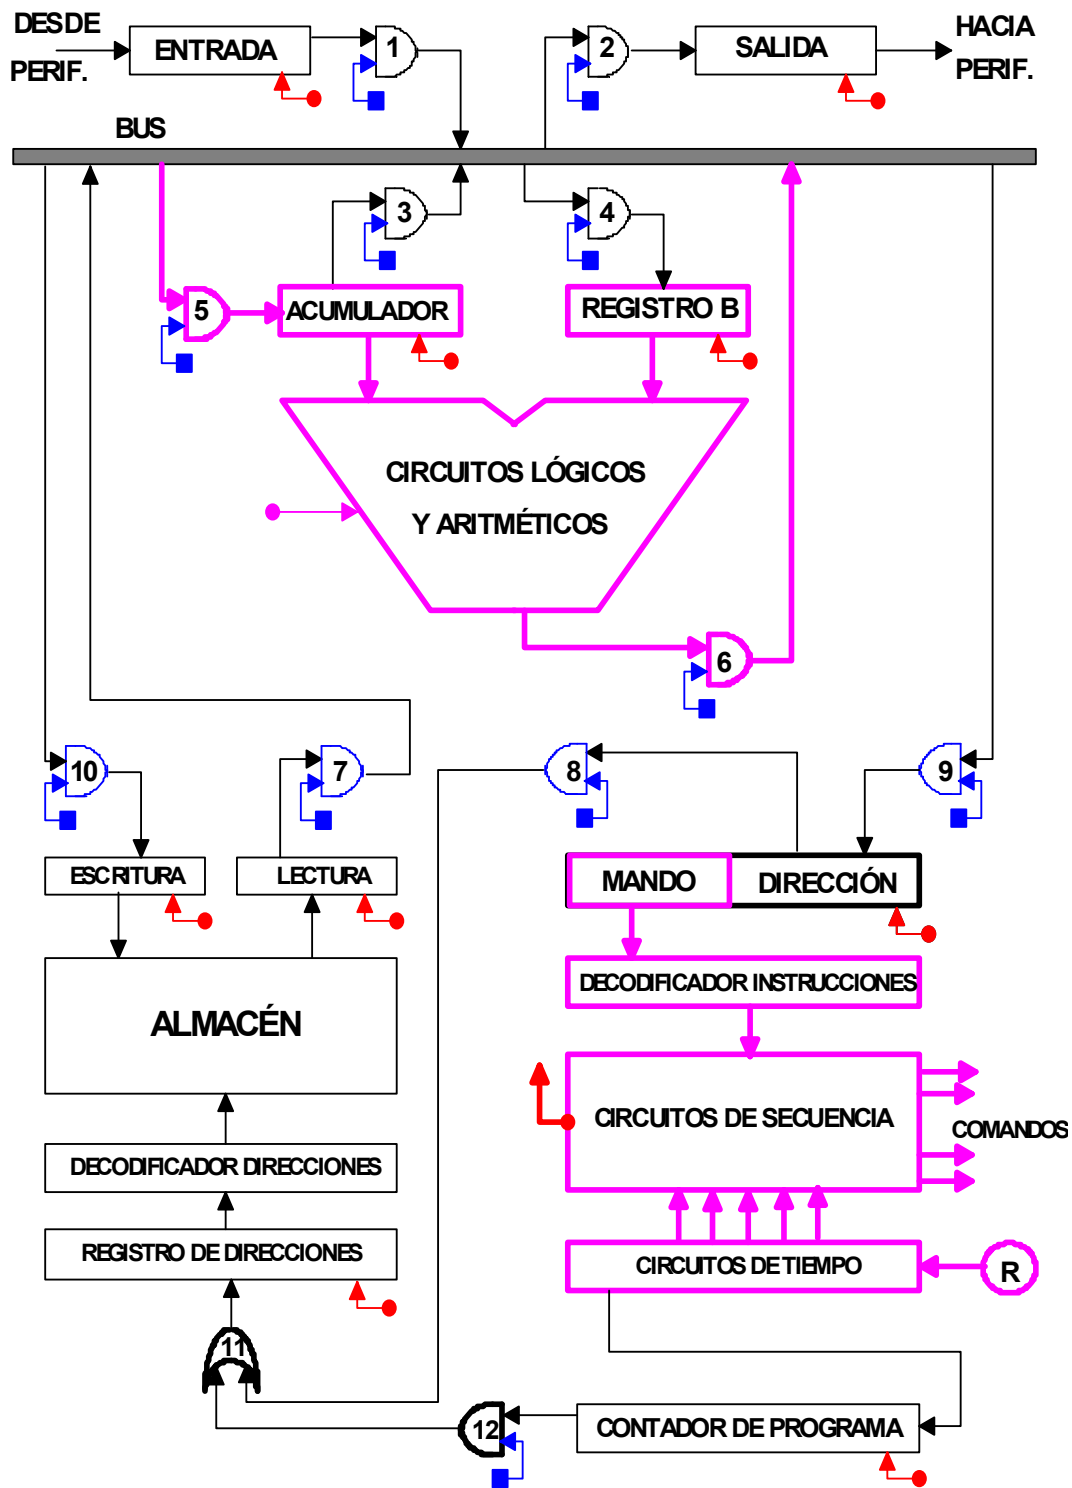 DESDE
PERIF.
ENTRADA
1
2
SALIDA
HACIA
PERIF.
BUS
3
4
5
ACUMULADOR
REGISTRO B
CIRCUITOS LÓGICOS
Y ARITMÉTICOS
6
10
7
8
9
ESCRITURA
LECTURA
MANDO
DIRECCIÓN
ALMACÉN
DECODIFICADOR INSTRUCCIONES
CIRCUITOS DE SECUENCIA
COMANDOS
DECODIFICADOR DIRECCIONES
REGISTRO DE DIRECCIONES
CIRCUITOS DE TIEMPO
R
11
12
CONTADOR DE PROGRAMA